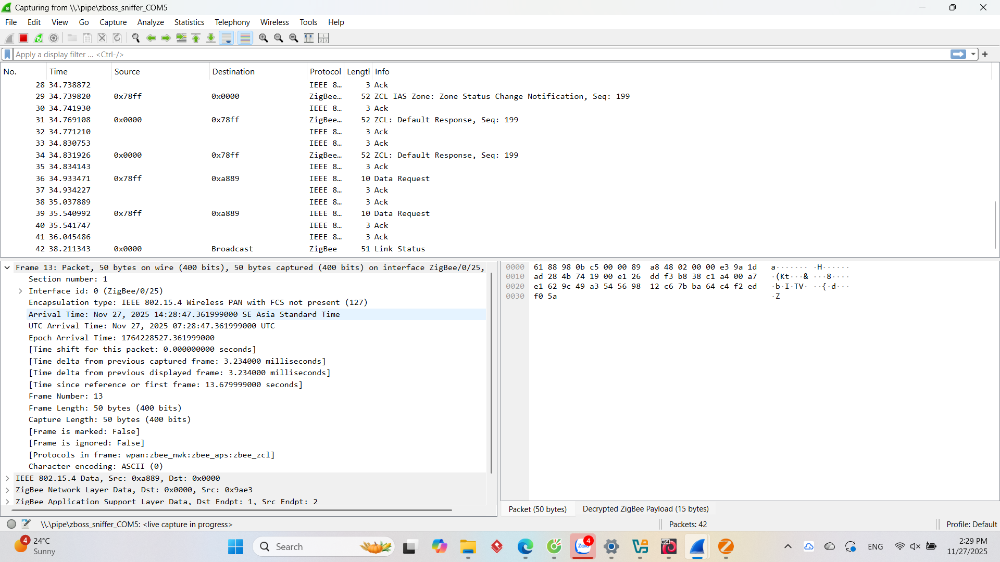 Capturing from \\.\pipe\zboss_sniffer_COM5
File Edit View Go Capture Analyze Statistics Telephony Wireless Tools Help
Apply a display filter ... <Ctrl-/>
No. Time Source Destination Protocol Length Info
28 34.738872 IEEE 8… 3 Ack
29 34.739820 0x78ff 0x0000 ZigBee… 52 ZCL IAS Zone: Zone Status Change Notification, Seq: 199
30 34.741930 IEEE 8… 3 Ack
31 34.769108 0x0000 0x78ff ZigBee… 52 ZCL: Default Response, Seq: 199
32 34.771210 IEEE 8… 3 Ack
33 34.830753 IEEE 8… 3 Ack
34 34.831926 0x0000 0x78ff ZigBee… 52 ZCL: Default Response, Seq: 199
35 34.834143 IEEE 8… 3 Ack
36 34.933471 0x78ff 0xa889 IEEE 8… 10 Data Request
37 34.934227 IEEE 8… 3 Ack
38 35.037889 IEEE 8… 3 Ack
39 35.540992 0x78ff 0xa889 IEEE 8… 10 Data Request
40 35.541747 IEEE 8… 3 Ack
41 36.045486 IEEE 8… 3 Ack
42 38.211343 0x0000 Broadcast ZigBee 51 Link Status
Frame 13: Packet, 50 bytes on wire (400 bits), 50 bytes captured (400 bits) on interface ZigBee/0/25,
Section number: 1
Interface id: 0 (ZigBee/0/25)
Encapsulation type: IEEE 802.15.4 Wireless PAN with FCS not present (127)
Arrival Time: Nov 27, 2025 14:28:47.361999000 SE Asia Standard Time
UTC Arrival Time: Nov 27, 2025 07:28:47.361999000 UTC
Epoch Arrival Time: 1764228527.361999000
[Time shift for this packet: 0.000000000 seconds]
[Time delta from previous captured frame: 3.234000 milliseconds]
[Time delta from previous displayed frame: 3.234000 milliseconds]
[Time since reference or first frame: 13.679999000 seconds]
Frame Number: 13
Frame Length: 50 bytes (400 bits)
Capture Length: 50 bytes (400 bits)
[Frame is marked: False]
[Frame is ignored: False]
[Protocols in frame: wpan:zbee_nwk:zbee_aps:zbee_zcl]
Character encoding: ASCII (0)
IEEE 802.15.4 Data, Src: 0xa889, Dst: 0x0000
ZigBee Network Layer Data, Dst: 0x0000, Src: 0x9ae3
ZigBee Application Support Layer Data, Dst Endpt: 1, Src Endpt: 2
0000 61 88 98 0b c5 00 00 89 a8 48 02 00 00 e3 9a 1d a······· ·H······
0010 ad 28 4b 74 19 00 e1 26 dd f3 b8 38 c1 a4 00 a7 ·(Kt···& ···8····
0020 e1 62 9c 49 a3 54 56 98 12 c6 7b ba 64 c4 f2 ed ·b·I·TV· ··{·d···
0030 f0 5a ·Z
Packet (50 bytes) Decrypted ZigBee Payload (15 bytes)
\\.\pipe\zboss_sniffer_COM5: <live capture in progress> Packets: 42 Profile: Default
4 24°C
Sunny
Search
Zalo 4
x64
ENG
2:29 PM
11/27/2025